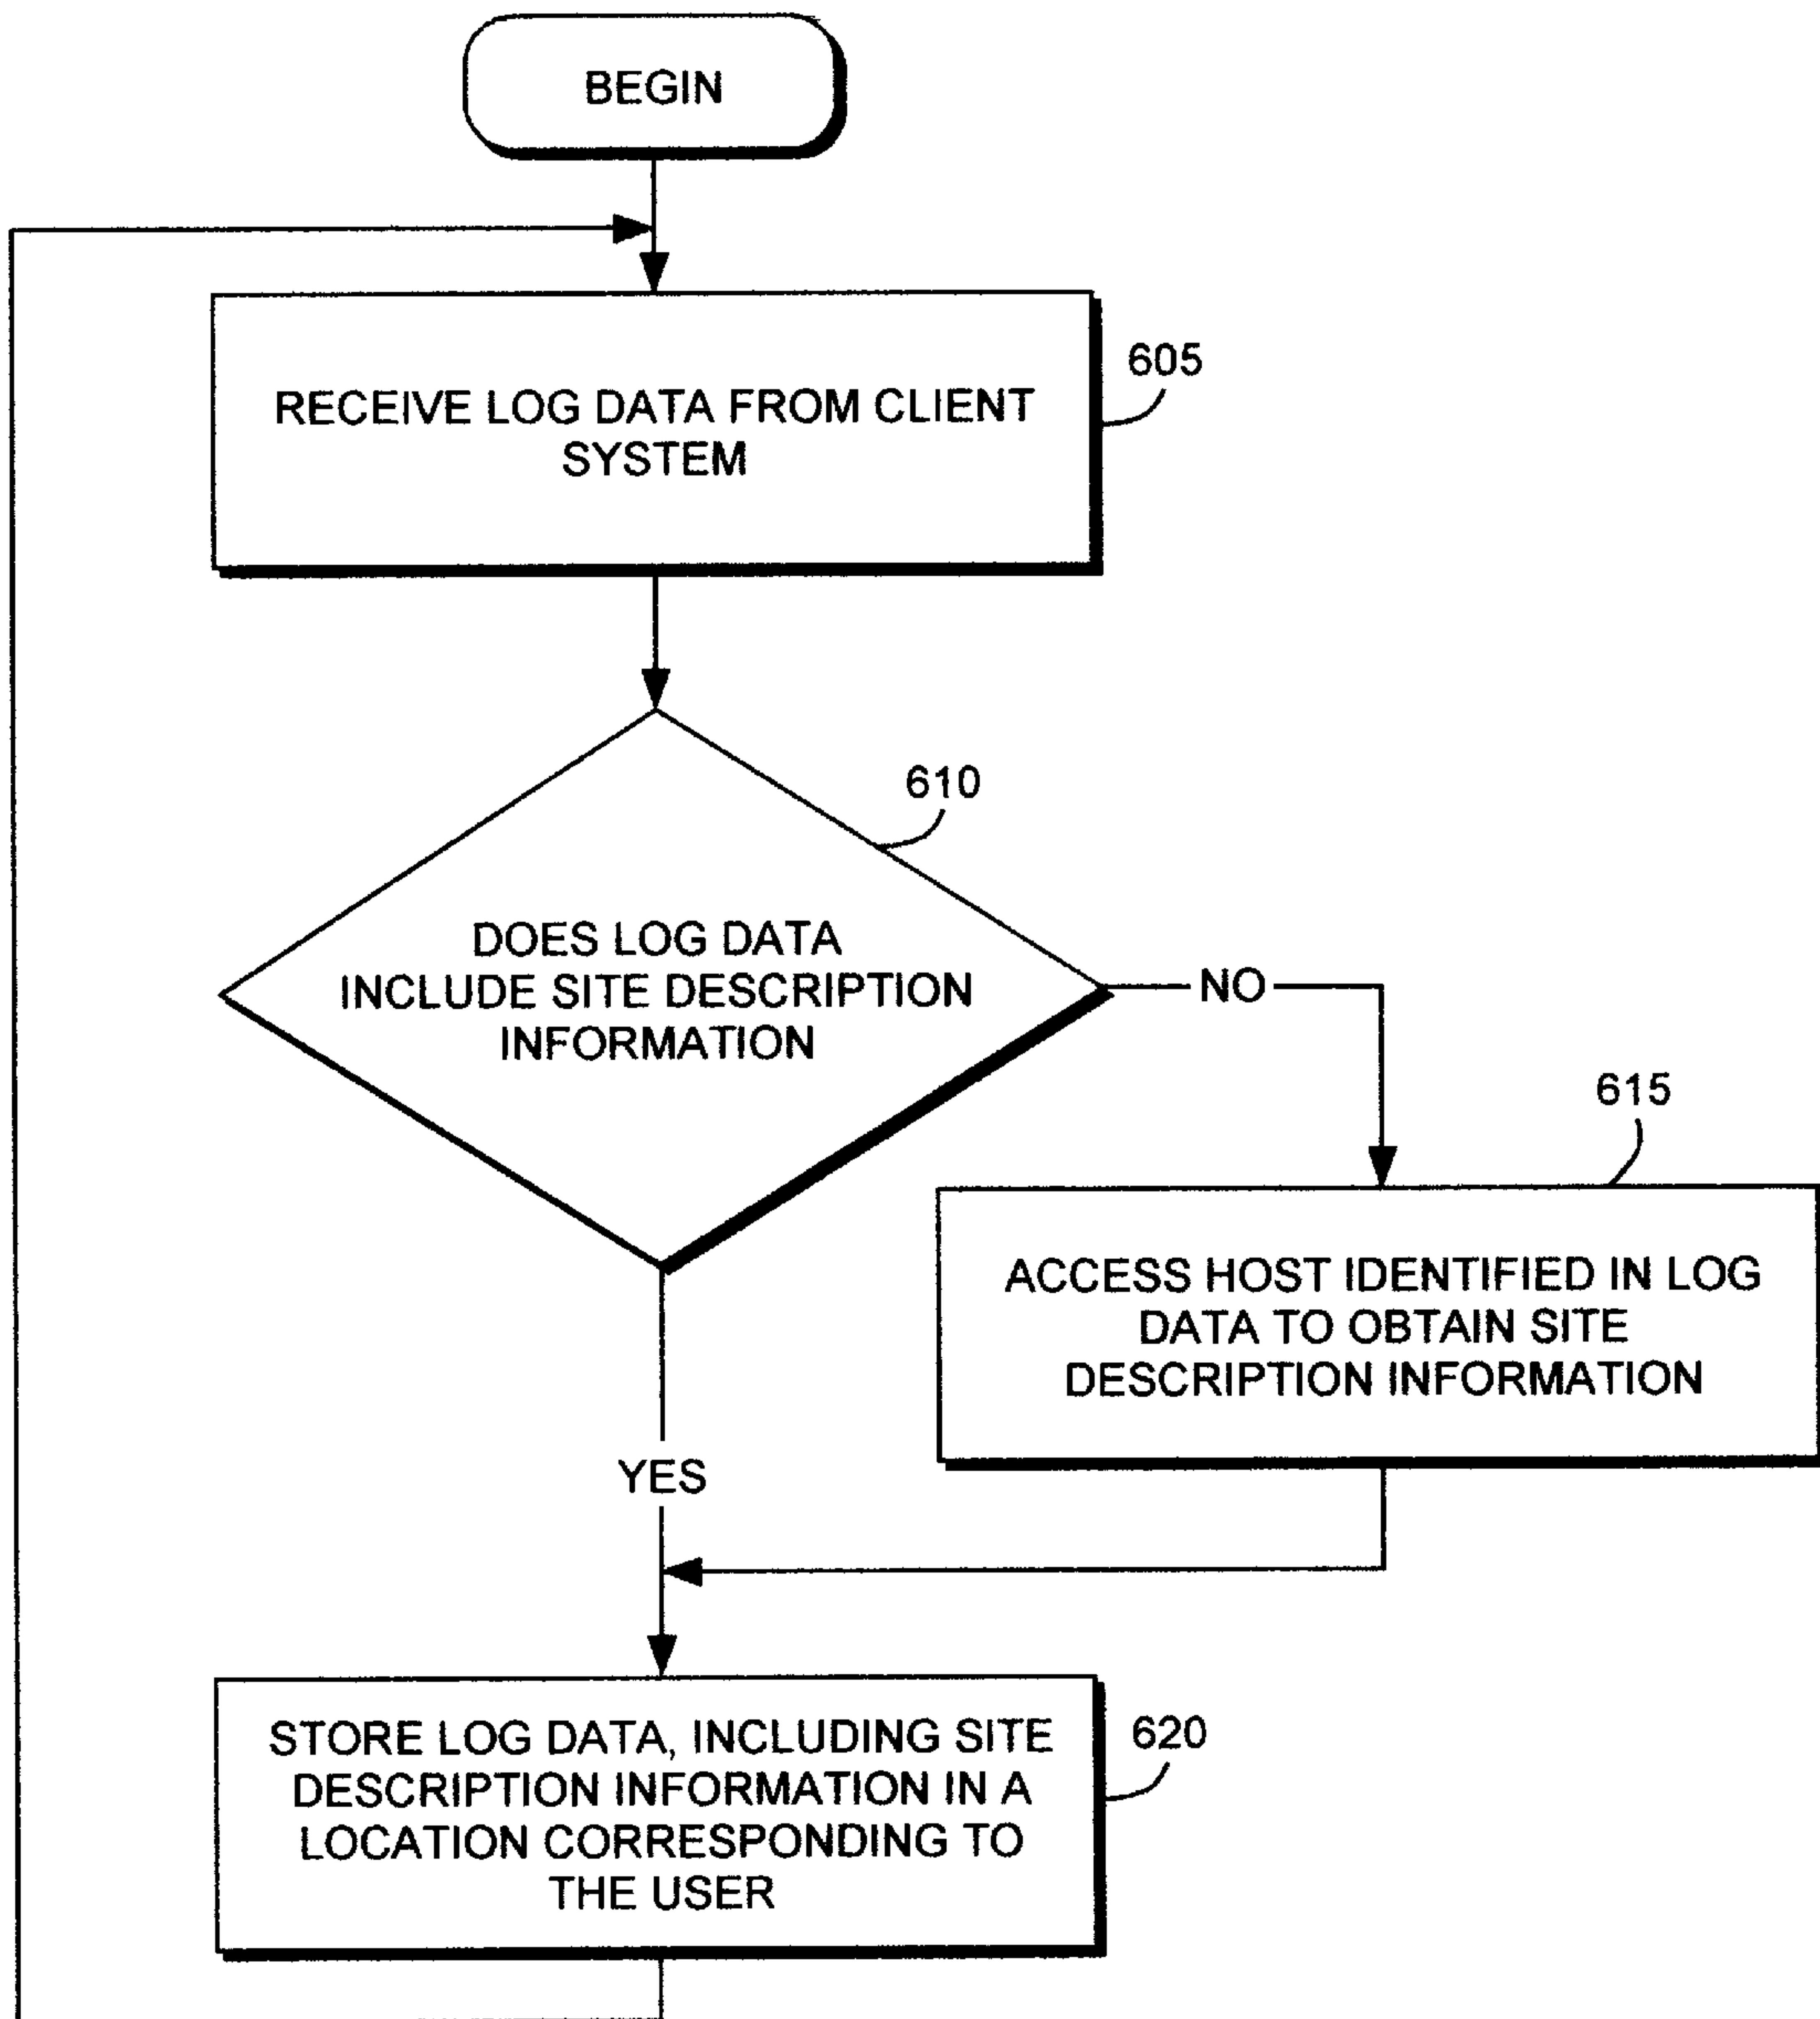 BEGIN
605
RECEIVE LOG DATA FROM CLIENT
SYSTEM
610
DOES LOG DATA
INCLUDE SITE DESCRIPTION
INFORMATION
NO
615
ACCESS HOST IDENTIFIED IN LOG
DATA TO OBTAIN SITE
DESCRIPTION INFORMATION
YES
620
STORE LOG DATA, INCLUDING SITE
DESCRIPTION INFORMATION IN A
LOCATION CORRESPONDING TO
THE USER